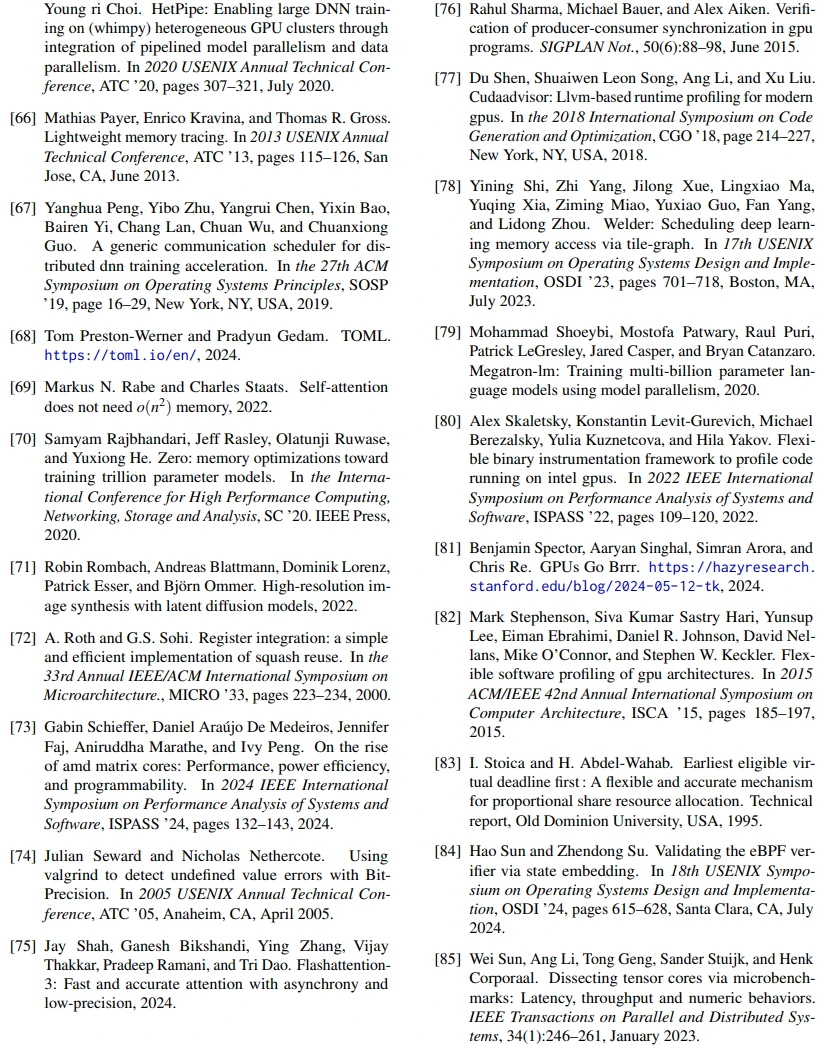 Young ri Choi. HetPipe: Enabling large DNN train-
ing on (whimpy) heterogeneous GPU clusters through
integration of pipelined model parallelism and data
parallelism. In 2020 USENIX Annual Technical Con-
ference, ATC ’20, pages 307–321, July 2020.
[66] Mathias Payer, Enrico Kravina, and Thomas R. Gross.
Lightweight memory tracing. In 2013 USENIX Annual
Technical Conference, ATC ’13, pages 115–126, San
Jose, CA, June 2013.
[67] Yanghua Peng, Yibo Zhu, Yangrui Chen, Yixin Bao,
Bairen Yi, Chang Lan, Chuan Wu, and Chuanxiong
Guo. A generic communication scheduler for dis-
tributed dnn training acceleration. In the 27th ACM
Symposium on Operating Systems Principles, SOSP
’19, page 16–29, New York, NY, USA, 2019.
[68] Tom Preston-Werner and Pradyun Gedam. TOML.
https://toml.io/en/, 2024.
[69] Markus N. Rabe and Charles Staats. Self-attention
does not need o(n²) memory, 2022.
[70] Samyam Rajbhandari, Jeff Rasley, Olatunji Ruwase,
and Yuxiong He. Zero: memory optimizations toward
training trillion parameter models. In the Interna-
tional Conference for High Performance Computing,
Networking, Storage and Analysis, SC ’20. IEEE Press,
2020.
[71] Robin Rombach, Andreas Blattmann, Dominik Lorenz,
Patrick Esser, and Björn Ommer. High-resolution im-
age synthesis with latent diffusion models, 2022.
[72] A. Roth and G.S. Sohi. Register integration: a simple
and efficient implementation of squash reuse. In the
33rd Annual IEEE/ACM International Symposium on
Microarchitecture., MICRO ’33, pages 223–234, 2000.
[73] Gabin Schieffer, Daniel Araújo De Medeiros, Jennifer
Faj, Aniruddha Marathe, and Ivy Peng. On the rise
of amd matrix cores: Performance, power efficiency,
and programmability. In 2024 IEEE International
Symposium on Performance Analysis of Systems and
Software, ISPASS ’24, pages 132–143, 2024.
[74] Julian Seward and Nicholas Nethercote. Using
valgrind to detect undefined value errors with Bit-
Precision. In 2005 USENIX Annual Technical Con-
ference, ATC ’05, Anaheim, CA, April 2005.
[75] Jay Shah, Ganesh Bikshandi, Ying Zhang, Vijay
Thakkar, Pradeep Ramani, and Tri Dao. Flashattention-
3: Fast and accurate attention with asynchrony and
low-precision, 2024.
[76] Rahul Sharma, Michael Bauer, and Alex Aiken. Verifi-
cation of producer-consumer synchronization in gpu
programs. SIGPLAN Not., 50(6):88–98, June 2015.
[77] Du Shen, Shuaiwen Leon Song, Ang Li, and Xu Liu.
Cudaadvisor: Llvm-based runtime profiling for modern
gpus. In the 2018 International Symposium on Code
Generation and Optimization, CGO ’18, page 214–227,
New York, NY, USA, 2018.
[78] Yining Shi, Zhi Yang, Jilong Xue, Lingxiao Ma,
Yuqing Xia, Ziming Miao, Yuxiao Guo, Fan Yang,
and Lidong Zhou. Welder: Scheduling deep learn-
ing memory access via tile-graph. In 17th USENIX
Symposium on Operating Systems Design and Imple-
mentation, OSDI ’23, pages 701–718, Boston, MA,
July 2023.
[79] Mohammad Shoeybi, Mostofa Patwary, Raul Puri,
Patrick LeGresley, Jared Casper, and Bryan Catanzaro.
Megatron-lm: Training multi-billion parameter lan-
guage models using model parallelism, 2020.
[80] Alex Skaletsky, Konstantin Levit-Gurevich, Michael
Berezalsky, Yulia Kuznetcova, and Hila Yakov. Flexi-
ble binary instrumentation framework to profile code
running on intel gpus. In 2022 IEEE International
Symposium on Performance Analysis of Systems and
Software, ISPASS ’22, pages 109–120, 2022.
[81] Benjamin Spector, Aaryan Singhal, Simran Arora, and
Chris Re. GPUs Go Brrr. https://hazyresearch.
stanford.edu/blog/2024-05-12-tk, 2024.
[82] Mark Stephenson, Siva Kumar Sastry Hari, Yunsup
Lee, Eiman Ebrahimi, Daniel R. Johnson, David Nel-
lans, Mike O’Connor, and Stephen W. Keckler. Flex-
ible software profiling of gpu architectures. In 2015
ACM/IEEE 42nd Annual International Symposium on
Computer Architecture, ISCA ’15, pages 185–197,
2015.
[83] I. Stoica and H. Abdel-Wahab. Earliest eligible vir-
tual deadline first : A flexible and accurate mechanism
for proportional share resource allocation. Technical
report, Old Dominion University, USA, 1995.
[84] Hao Sun and Zhendong Su. Validating the eBPF ver-
ifier via state embedding. In 18th USENIX Sympo-
sium on Operating Systems Design and Implementa-
tion, OSDI ’24, pages 615–628, Santa Clara, CA, July
2024.
[85] Wei Sun, Ang Li, Tong Geng, Sander Stuijk, and Henk
Corporaal. Dissecting tensor cores via microbench-
marks: Latency, throughput and numeric behaviors.
IEEE Transactions on Parallel and Distributed Sys-
tems, 34(1):246–261, January 2023.